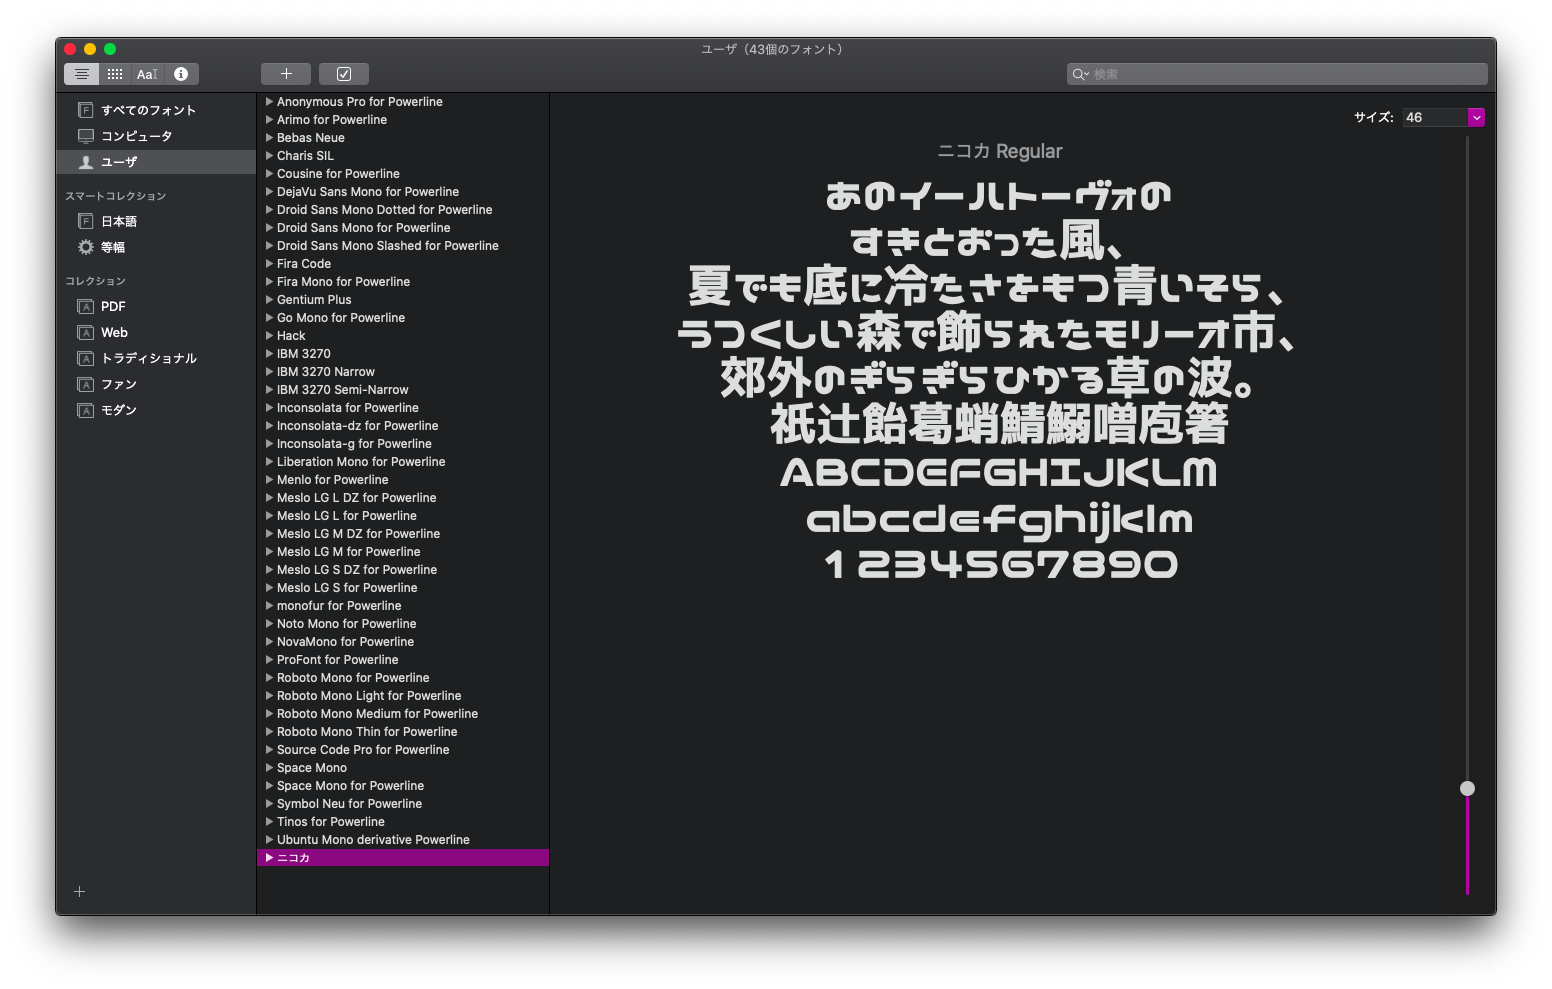 ユーザ（43個のフォント）
Aa
検索
すべてのフォント
コンピュータ
ユーザ
スマートコレクション
日本語
等幅
コレクション
PDF
Web
トラディショナル
ファン
モダン
Anonymous Pro for Powerline
Arimo for Powerline
Bebas Neue
Charis SIL
Cousine for Powerline
DejaVu Sans Mono for Powerline
Droid Sans Mono Dotted for Powerline
Droid Sans Mono for Powerline
Droid Sans Mono Slashed for Powerline
Fira Code
Fira Mono for Powerline
Gentium Plus
Go Mono for Powerline
Hack
IBM 3270
IBM 3270 Narrow
IBM 3270 Semi-Narrow
Inconsolata for Powerline
Inconsolata-dz for Powerline
Inconsolata-g for Powerline
Liberation Mono for Powerline
Menlo for Powerline
Meslo LG L DZ for Powerline
Meslo LG L for Powerline
Meslo LG M DZ for Powerline
Meslo LG M for Powerline
Meslo LG S DZ for Powerline
Meslo LG S for Powerline
monofur for Powerline
Noto Mono for Powerline
NovaMono for Powerline
ProFont for Powerline
Roboto Mono for Powerline
Roboto Mono Light for Powerline
Roboto Mono Medium for Powerline
Roboto Mono Thin for Powerline
Source Code Pro for Powerline
Space Mono
Space Mono for Powerline
Symbol Neu for Powerline
Tinos for Powerline
Ubuntu Mono derivative Powerline
ニコカ
サイズ: 46
ニコカ Regular
あのイーハトーヴォの
すきとおった風、
夏でも底に冷たさをもつ青いそら、
うつくしい森で飾られたモリーオ市、
郊外のぎらぎらひかる草の波。
祇辻飴葛蛸鯖鰯噌庖箸
ABCDEFGHIJKLM
abcdefghijklm
1234567890